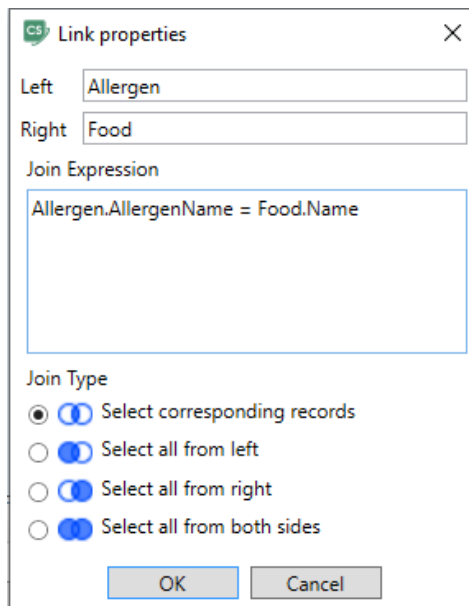 CS Link properties
Left Allergen
Right Food
Join Expression
Allergen.AllergenName = Food.Name
Join Type
Select corresponding records
Select all from left
Select all from right
Select all from both sides
OK Cancel